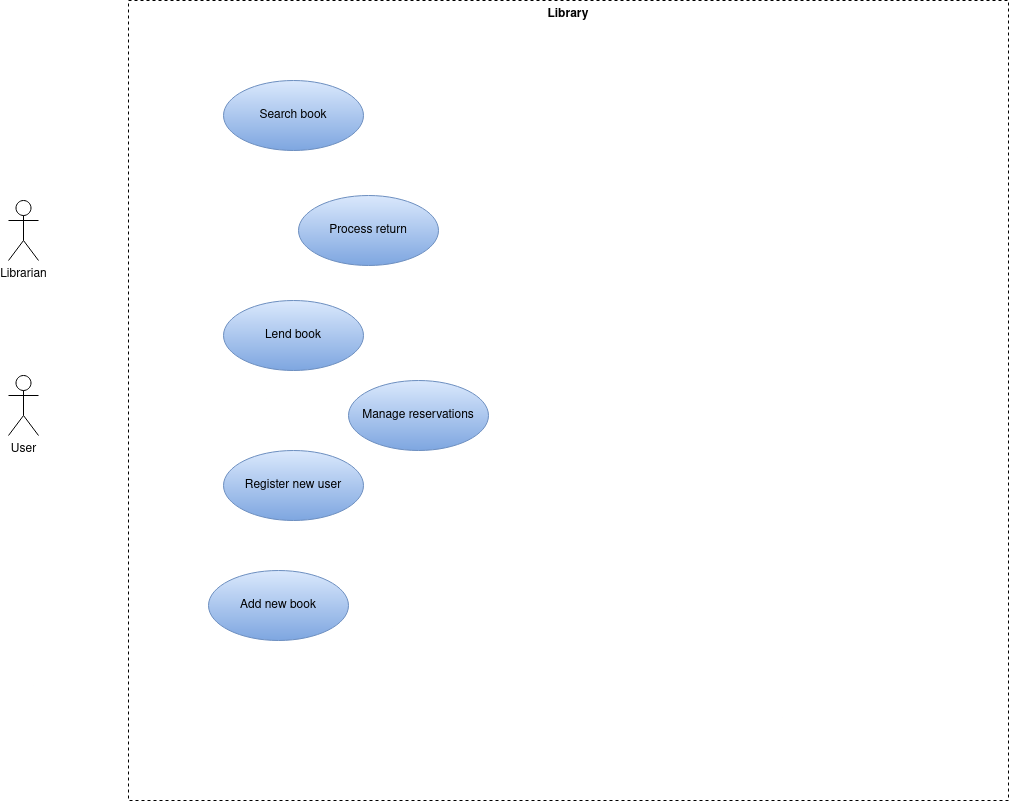 Library
Search book
Process return
Librarian
Lend book
Manage reservations
User
Register new user
Add new book